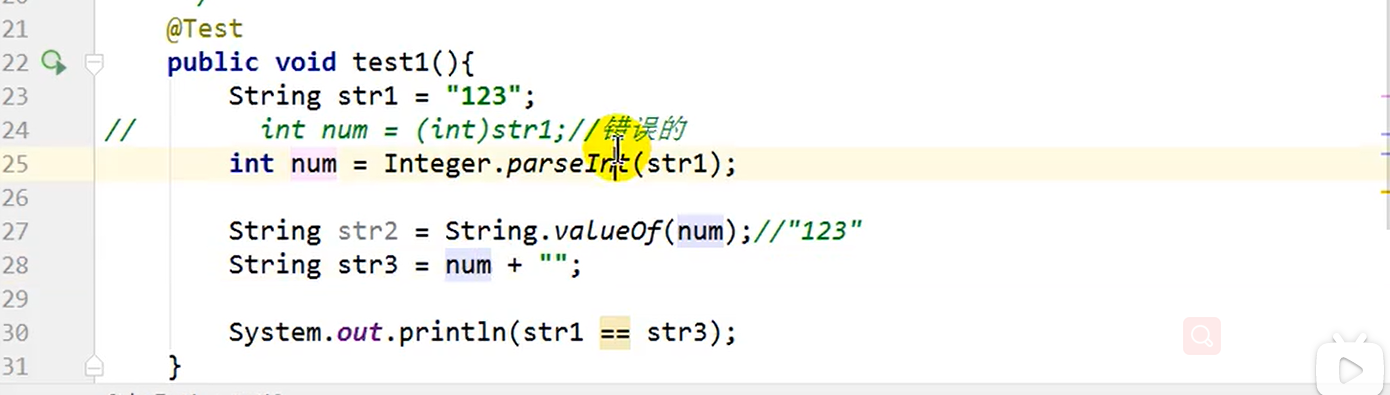 21 @Test
22 public void test1(){
23 String str1 = "123";
24 // int num = (int)str1;//错误的
25 int num = Integer.parseInt(str1);
26
27 String str2 = String.valueOf(num);//"123"
28 String str3 = num + "";
29
30 System.out.println(str1 == str3);
31 }